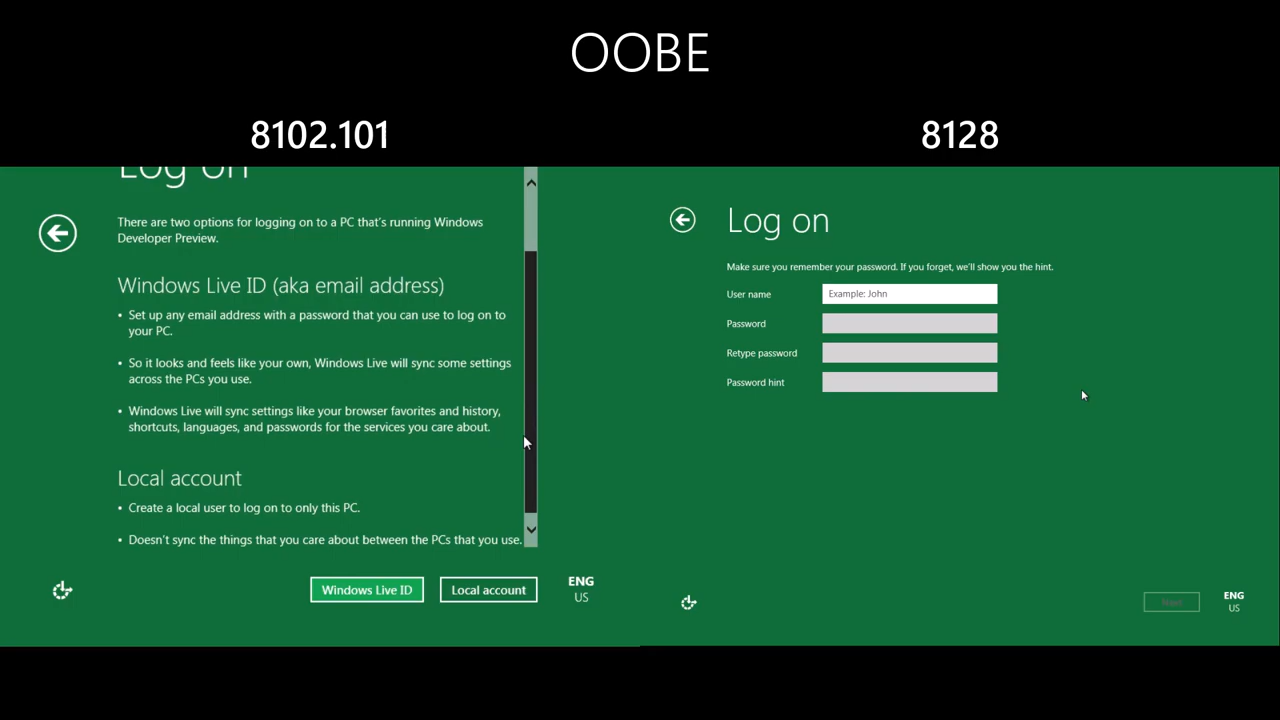 OOBE
8102.101
8128
Log on
There are two options for logging on to a PC that's running Windows
Developer Preview.
Windows Live ID (aka email address)
• Set up any email address with a password that you can use to log on to
your PC.
• So it looks and feels like your own, Windows Live will sync some settings
across the PCs you use.
• Windows Live will sync settings like your browser favorites and history,
shortcuts, languages, and passwords for the services you care about.
Local account
• Create a local user to log on to only this PC.
• Doesn't sync the things that you care about between the PCs that you use.
Windows Live ID
Local account
ENG
US
Log on
Make sure you remember your password. If you forget, we'll show you the hint.
User name
Example: John
Password
Retype password
Password hint
Next
ENG
US